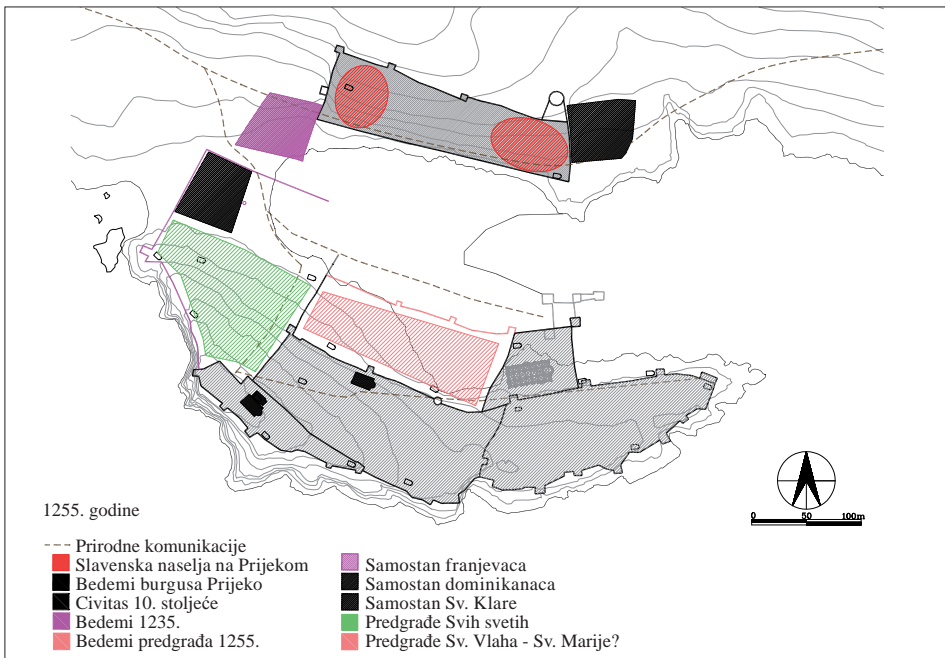 1255. godine
0 50 100m
Prirodne komunikacije
Slavenska naselja na Prijekom
Bedemi burgusa Prijeko
Civitas 10. stoljeće
Bedemi 1235.
Bedemi predgrađa 1255.
Samostan franjevaca
Samostan dominikanaca
Samostan Sv. Klare
Predgrađe Svih svetih
Predgrađe Sv. Vlaha - Sv. Marije?